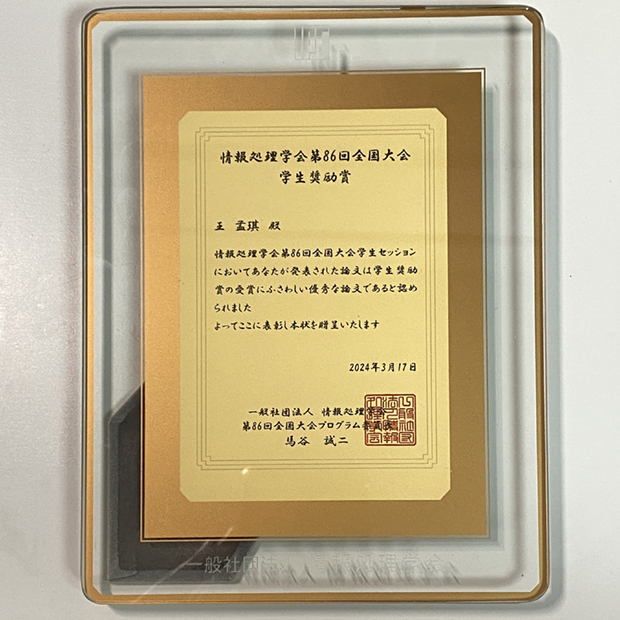 情報処理学会第86回全国大会
学生奨励賞
王 孟琪 殿
情報処理学会第86回全国大会学生セッション
においてあなたが発表された論文は学生奨励
賞の受賞にふさわしい優秀な論文であると認め
られました
よってここに表彰し本状を贈呈いたします
2024年3月17日
一般社団法人 情報処理学会
第86回全国大会プログラム委員長
馬谷 誠二
一般社団法 処理学会